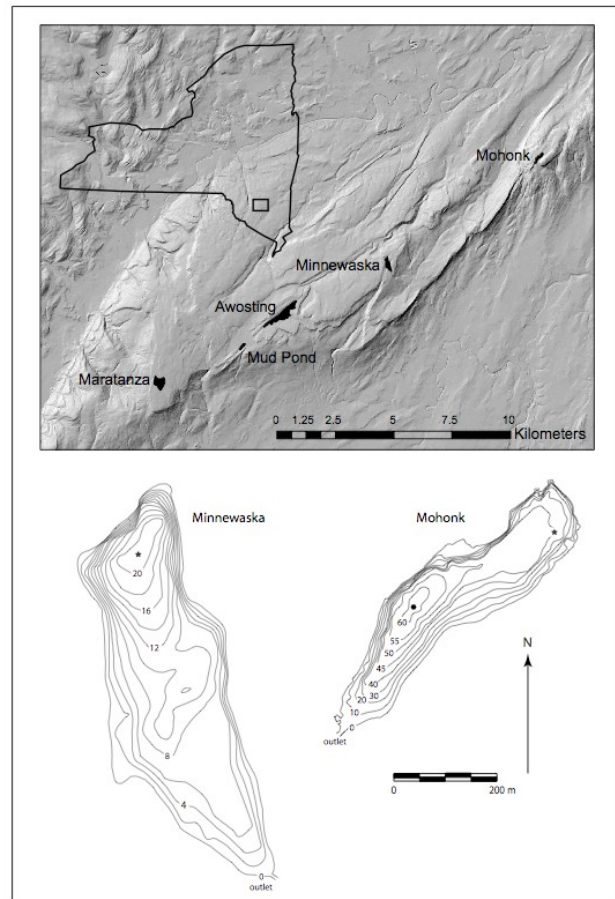 Mohonk
Minnewaska
Awosting
Mud Pond
Maratanza
0 1.25 2.5 5 7.5 10
Kilometers
Minnewaska
Mohonk
20
16
12
8
4
0
outlet
60
55
50
45
40
30
20
10
0
outlet
N
0 200 m